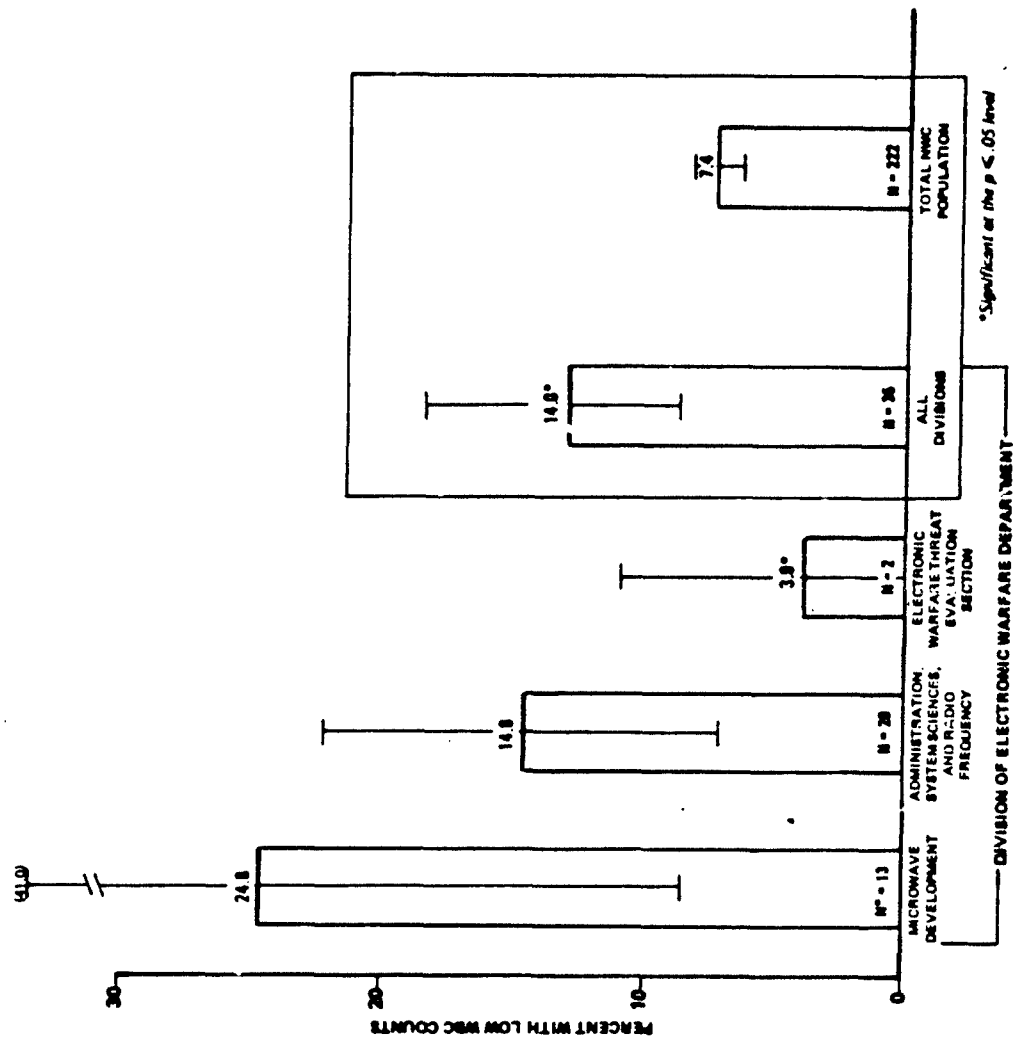 PERCENT WITH LOW WBC COUNTS
30
20
10
0
(41.0)
24.8
N* = 13
MICROWAVE
DEVELOPMENT
14.8
N = 20
ADMINISTRATION,
SYSTEM SCIENCES,
AND RADIO
FREQUENCY
3.8*
N = 2
ELECTRONIC
WARFARE THREAT
EVALUATION
SECTION
14.0*
N = 35
ALL
DIVISIONS
7.4
N = 222
TOTAL NWC
POPULATION
DIVISION OF ELECTRONIC WARFARE DEPARTMENT
*Significant at the p < .05 level